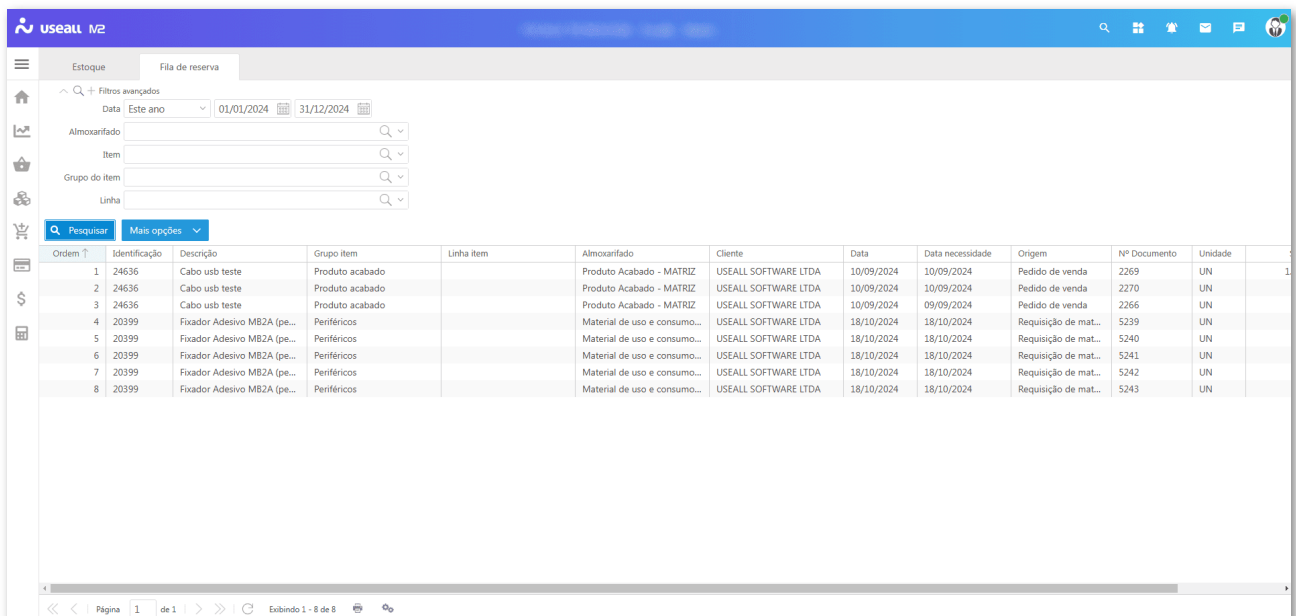 useall M2
Estoque Fila de reserva
Filtros avançados
Data Este ano 01/01/2024 31/12/2024
Almoxarifado
Item
Grupo do item
Linha
Pesquisar Mais opções
Ordem ↑ Identificação Descrição Grupo item Linha item Almoxarifado Cliente Data Data necessidade Origem Nº Documento Unidade
1 24636 Cabo usb teste Produto acabado Produto Acabado - MATRIZ USEALL SOFTWARE LTDA 10/09/2024 10/09/2024 Pedido de venda 2269 UN
2 24636 Cabo usb teste Produto acabado Produto Acabado - MATRIZ USEALL SOFTWARE LTDA 10/09/2024 10/09/2024 Pedido de venda 2270 UN
3 24636 Cabo usb teste Produto acabado Produto Acabado - MATRIZ USEALL SOFTWARE LTDA 10/09/2024 09/09/2024 Pedido de venda 2266 UN
4 20399 Fixador Adesivo MB2A (pe... Periféricos Material de uso e consumo... USEALL SOFTWARE LTDA 18/10/2024 18/10/2024 Requisição de mat... 5239 UN
5 20399 Fixador Adesivo MB2A (pe... Periféricos Material de uso e consumo... USEALL SOFTWARE LTDA 18/10/2024 18/10/2024 Requisição de mat... 5240 UN
6 20399 Fixador Adesivo MB2A (pe... Periféricos Material de uso e consumo... USEALL SOFTWARE LTDA 18/10/2024 18/10/2024 Requisição de mat... 5241 UN
7 20399 Fixador Adesivo MB2A (pe... Periféricos Material de uso e consumo... USEALL SOFTWARE LTDA 18/10/2024 18/10/2024 Requisição de mat... 5242 UN
8 20399 Fixador Adesivo MB2A (pe... Periféricos Material de uso e consumo... USEALL SOFTWARE LTDA 18/10/2024 18/10/2024 Requisição de mat... 5243 UN
Página 1 de 1 Exibindo 1 - 8 de 8